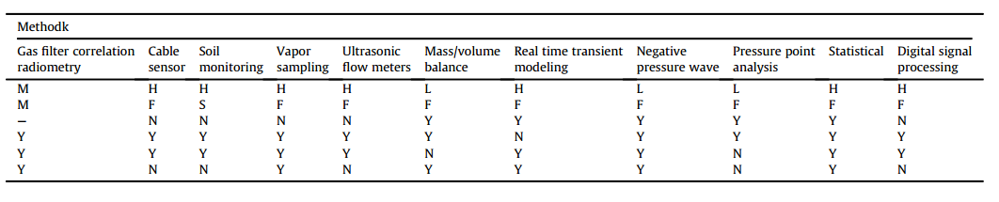 Methodk
Gas filter correlation Cable Soil Vapor Ultrasonic Mass/volume Real time transient Negative Pressure point Statistical Digital signal
radiometry sensor monitoring sampling flow meters balance modeling pressure wave analysis processing
M H H H H L H L L H H
M F S F F F F F F F F
– N N N N Y Y Y Y Y N
Y Y Y Y Y Y N Y Y Y Y
Y Y Y Y Y N Y Y N Y Y
Y N N Y N Y Y Y N Y N